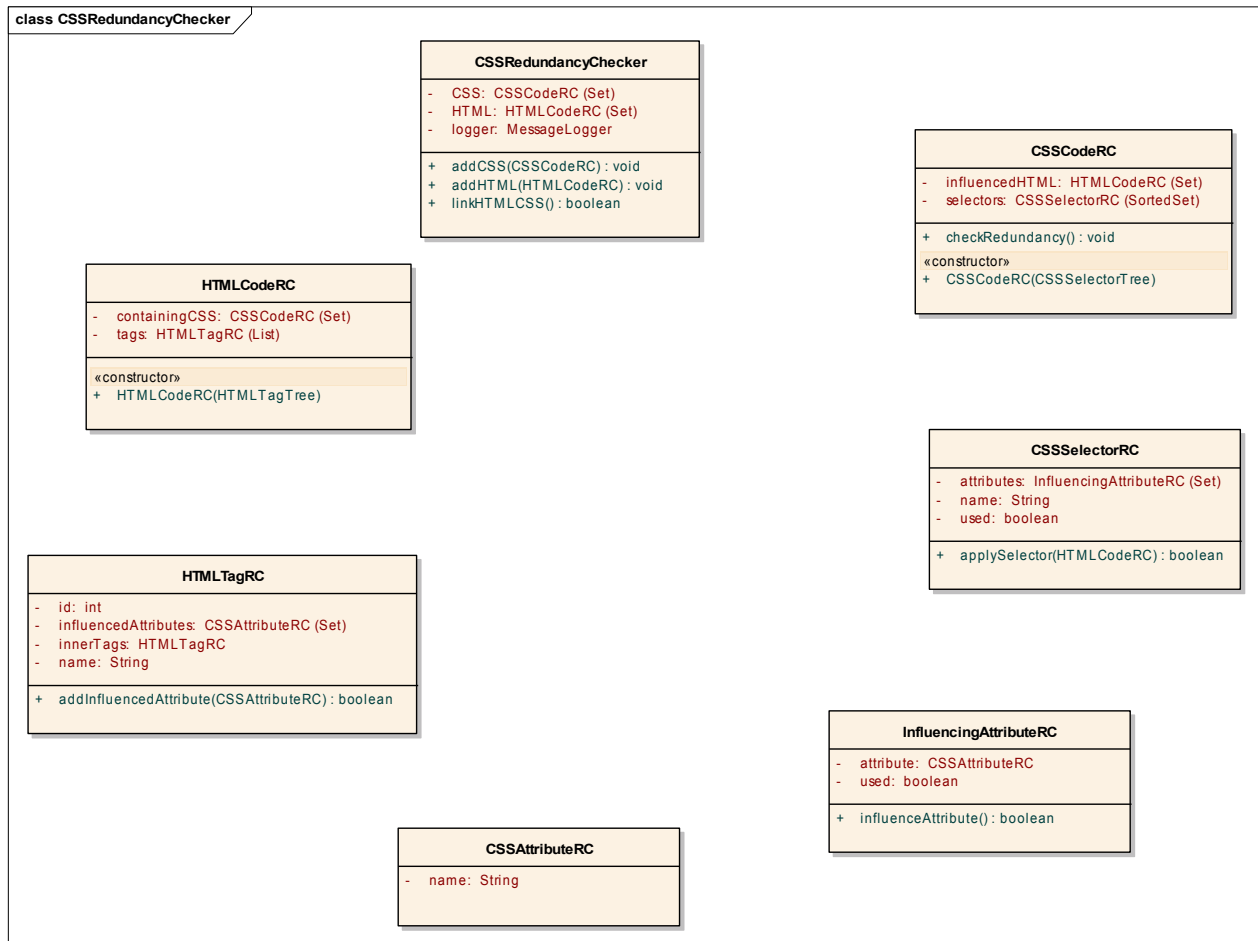 class CSSRedundancyChecker
CSSRedundancyChecker
- CSS: CSSCodeRC (Set)
- HTML: HTMLCodeRC (Set)
- logger: MessageLogger
+ addCSS(CSSCodeRC) : void
+ addHTML(HTMLCodeRC) : void
+ linkHTMLCSS() : boolean
CSSCodeRC
- influencedHTML: HTMLCodeRC (Set)
- selectors: CSSSelectorRC (SortedSet)
+ checkRedundancy() : void
«constructor»
+ CSSCodeRC(CSSSelectorTree)
HTMLCodeRC
- containingCSS: CSSCodeRC (Set)
- tags: HTMLTagRC (List)
«constructor»
+ HTMLCodeRC(HTMLTagTree)
CSSSelectorRC
- attributes: InfluencingAttributeRC (Set)
- name: String
- used: boolean
+ applySelector(HTMLCodeRC) : boolean
HTMLTagRC
- id: int
- influencedAttributes: CSSAttributeRC (Set)
- innerTags: HTMLTagRC
- name: String
+ addInfluencedAttribute(CSSAttributeRC) : boolean
InfluencingAttributeRC
- attribute: CSSAttributeRC
- used: boolean
+ influenceAttribute() : boolean
CSSAttributeRC
- name: String